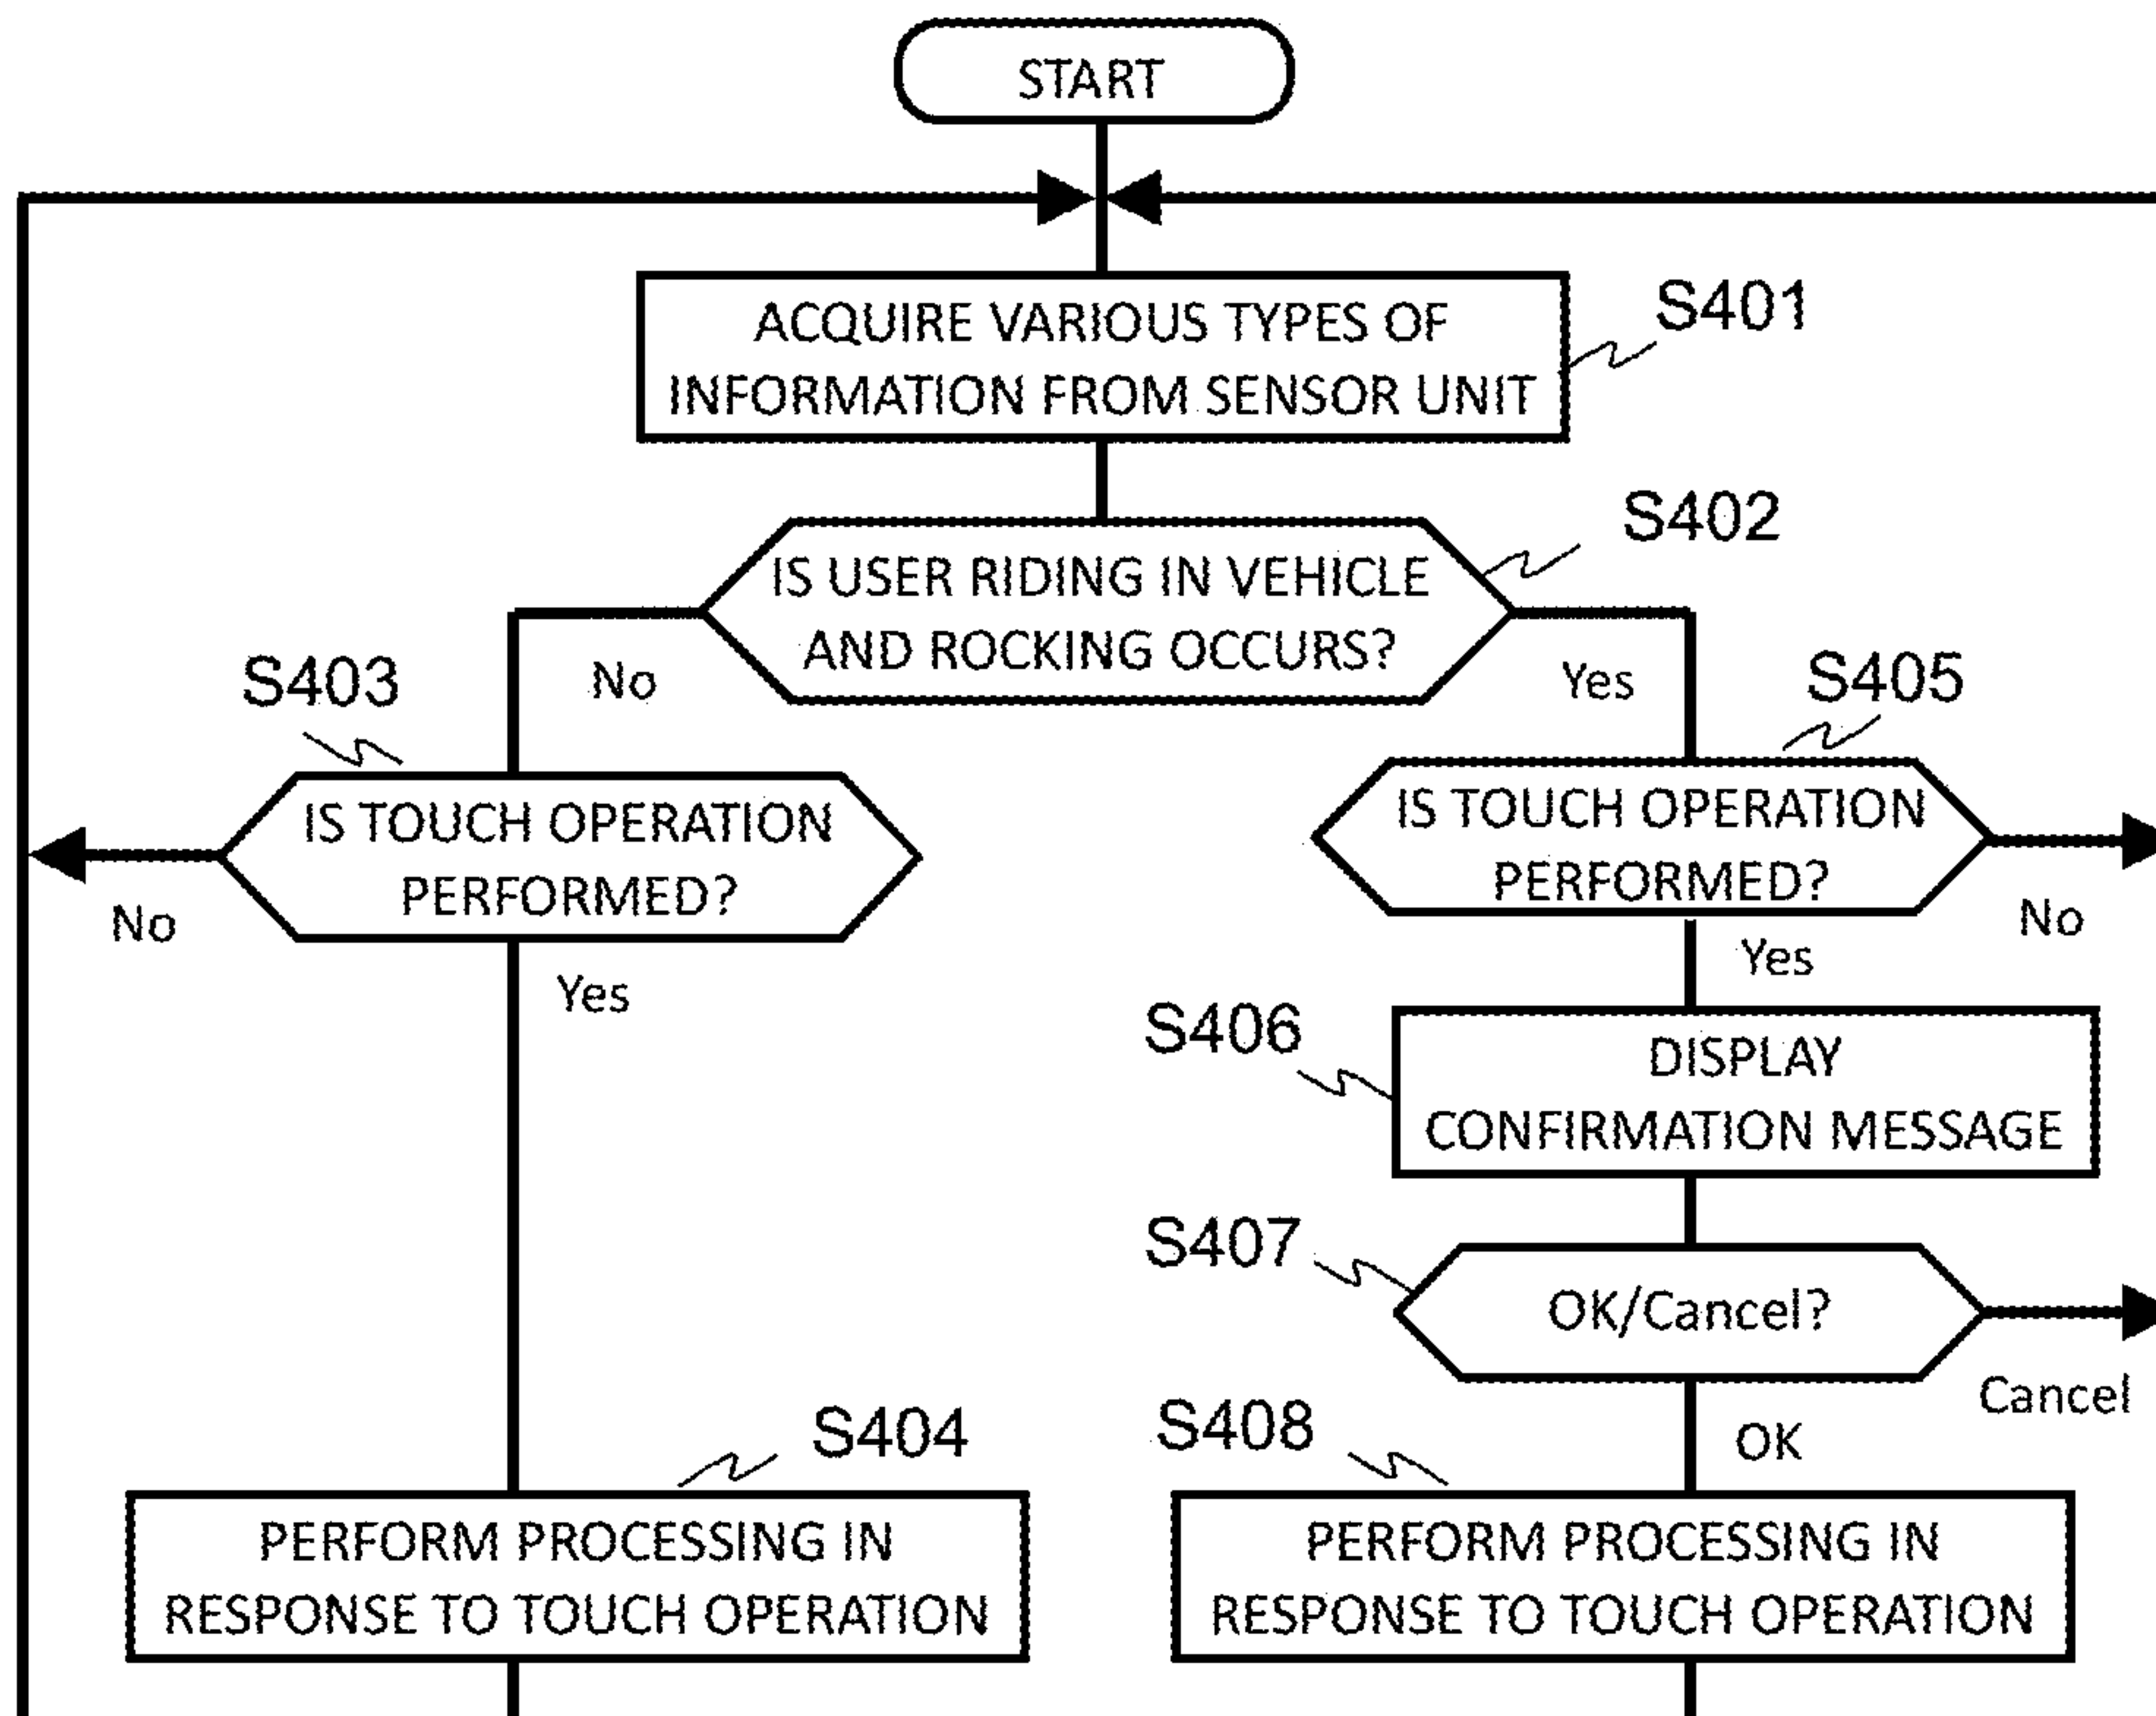 START
ACQUIRE VARIOUS TYPES OF
INFORMATION FROM SENSOR UNIT
S401
IS USER RIDING IN VEHICLE
AND ROCKING OCCURS?
S402
No
Yes
S403
IS TOUCH OPERATION
PERFORMED?
No
Yes
S405
IS TOUCH OPERATION
PERFORMED?
No
Yes
S406
DISPLAY
CONFIRMATION MESSAGE
S407
OK/Cancel?
Cancel
OK
S404
PERFORM PROCESSING IN
RESPONSE TO TOUCH OPERATION
S408
PERFORM PROCESSING IN
RESPONSE TO TOUCH OPERATION